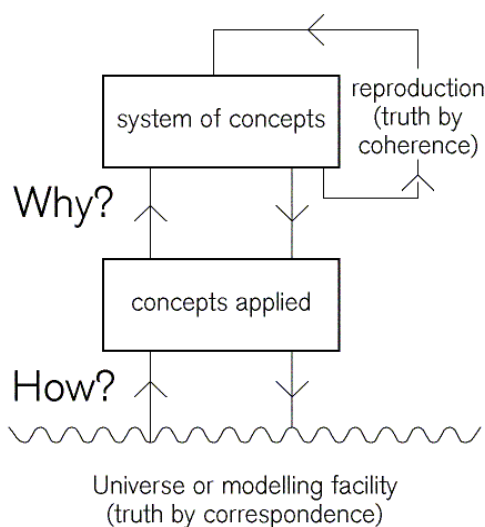 system of concepts
reproduction
(truth by
coherence)
Why?
concepts applied
How?
Universe or modelling facility
(truth by correspondence)